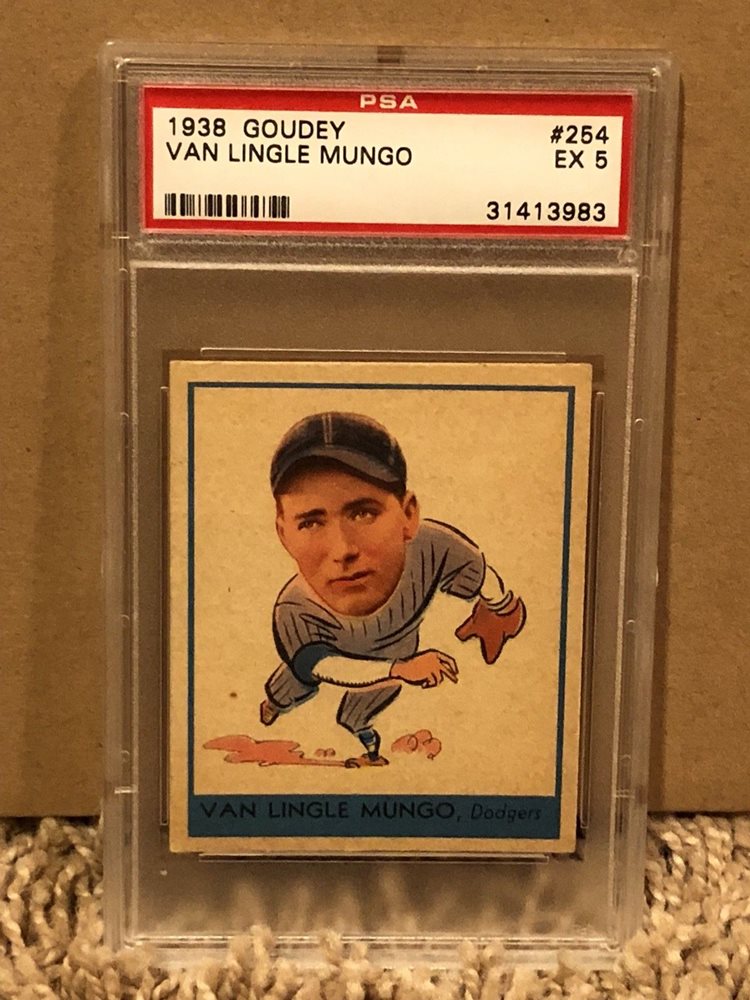 PSA
1938 GOUDEY #254
VAN LINGLE MUNGO EX 5
31413983
VAN LINGLE MUNGO, Dodgers